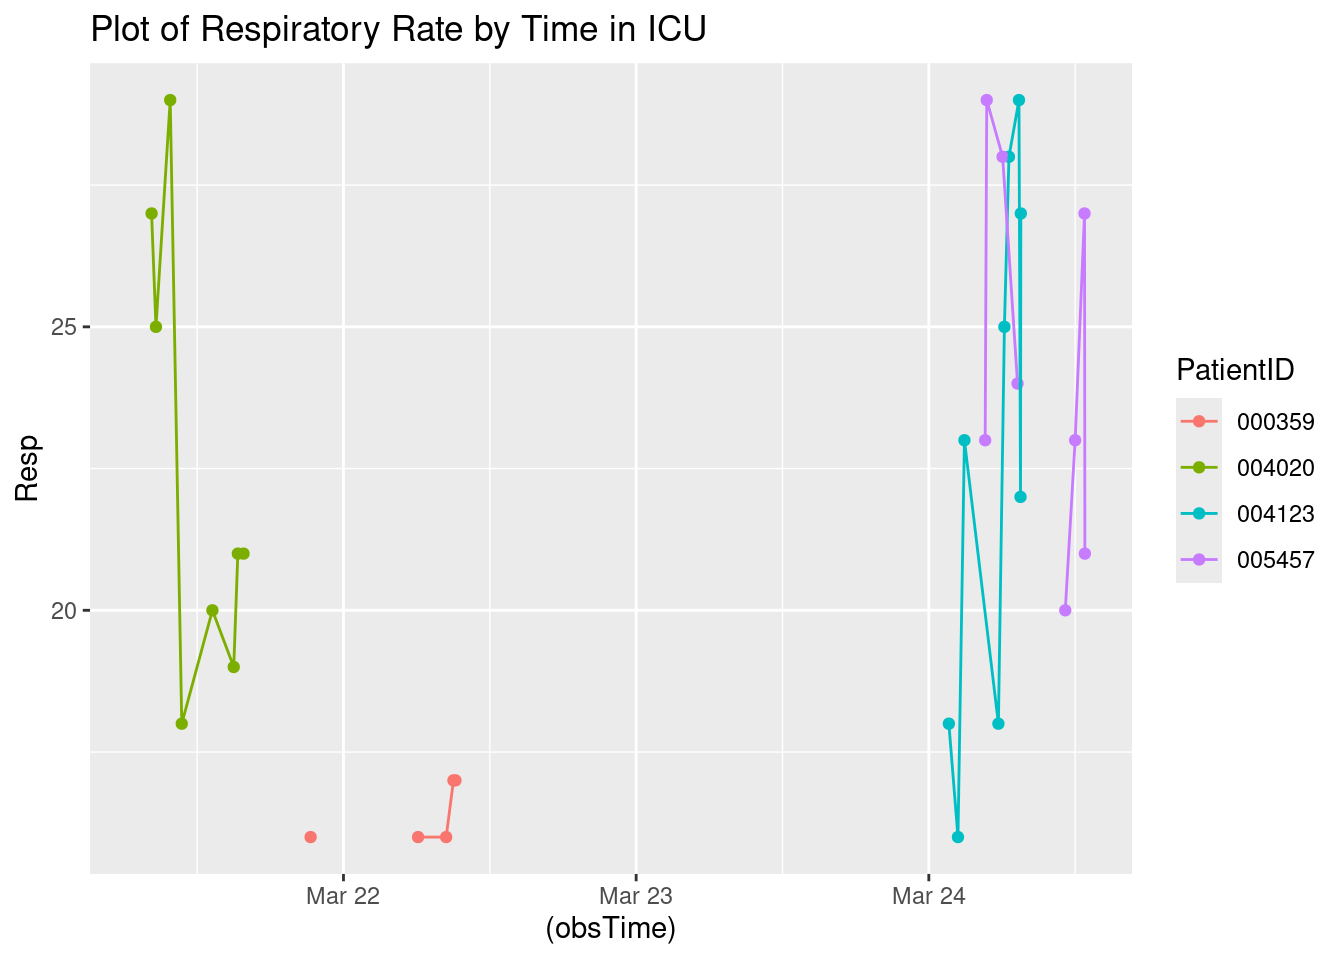 Plot of Respiratory Rate by Time in ICU
Resp
25
20
Mar 22
Mar 23
Mar 24
(obsTime)
PatientID
000359
004020
004123
005457